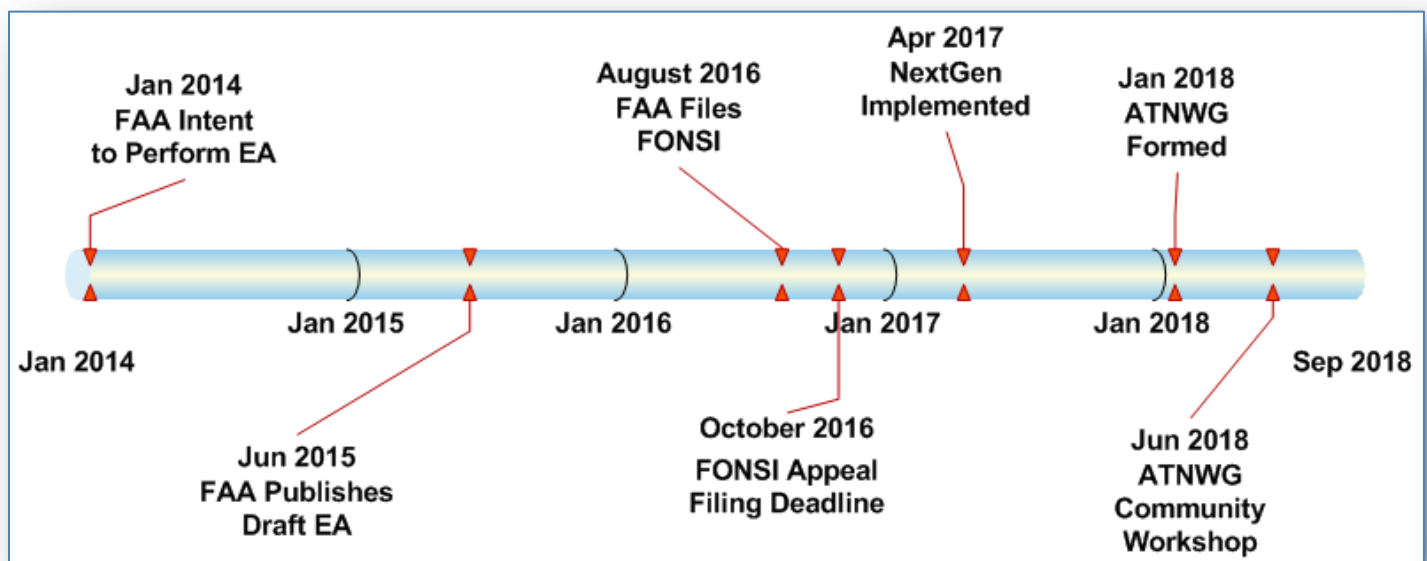 Jan 2014
FAA Intent
to Perform EA
August 2016
FAA Files
FONSI
Apr 2017
NextGen
Implemented
Jan 2018
ATNWG
Formed
Jan 2015
Jan 2016
Jan 2017
Jan 2018
Jan 2014
Sep 2018
Jun 2015
FAA Publishes
Draft EA
October 2016
FONSI Appeal
Filing Deadline
Jun 2018
ATNWG
Community
Workshop